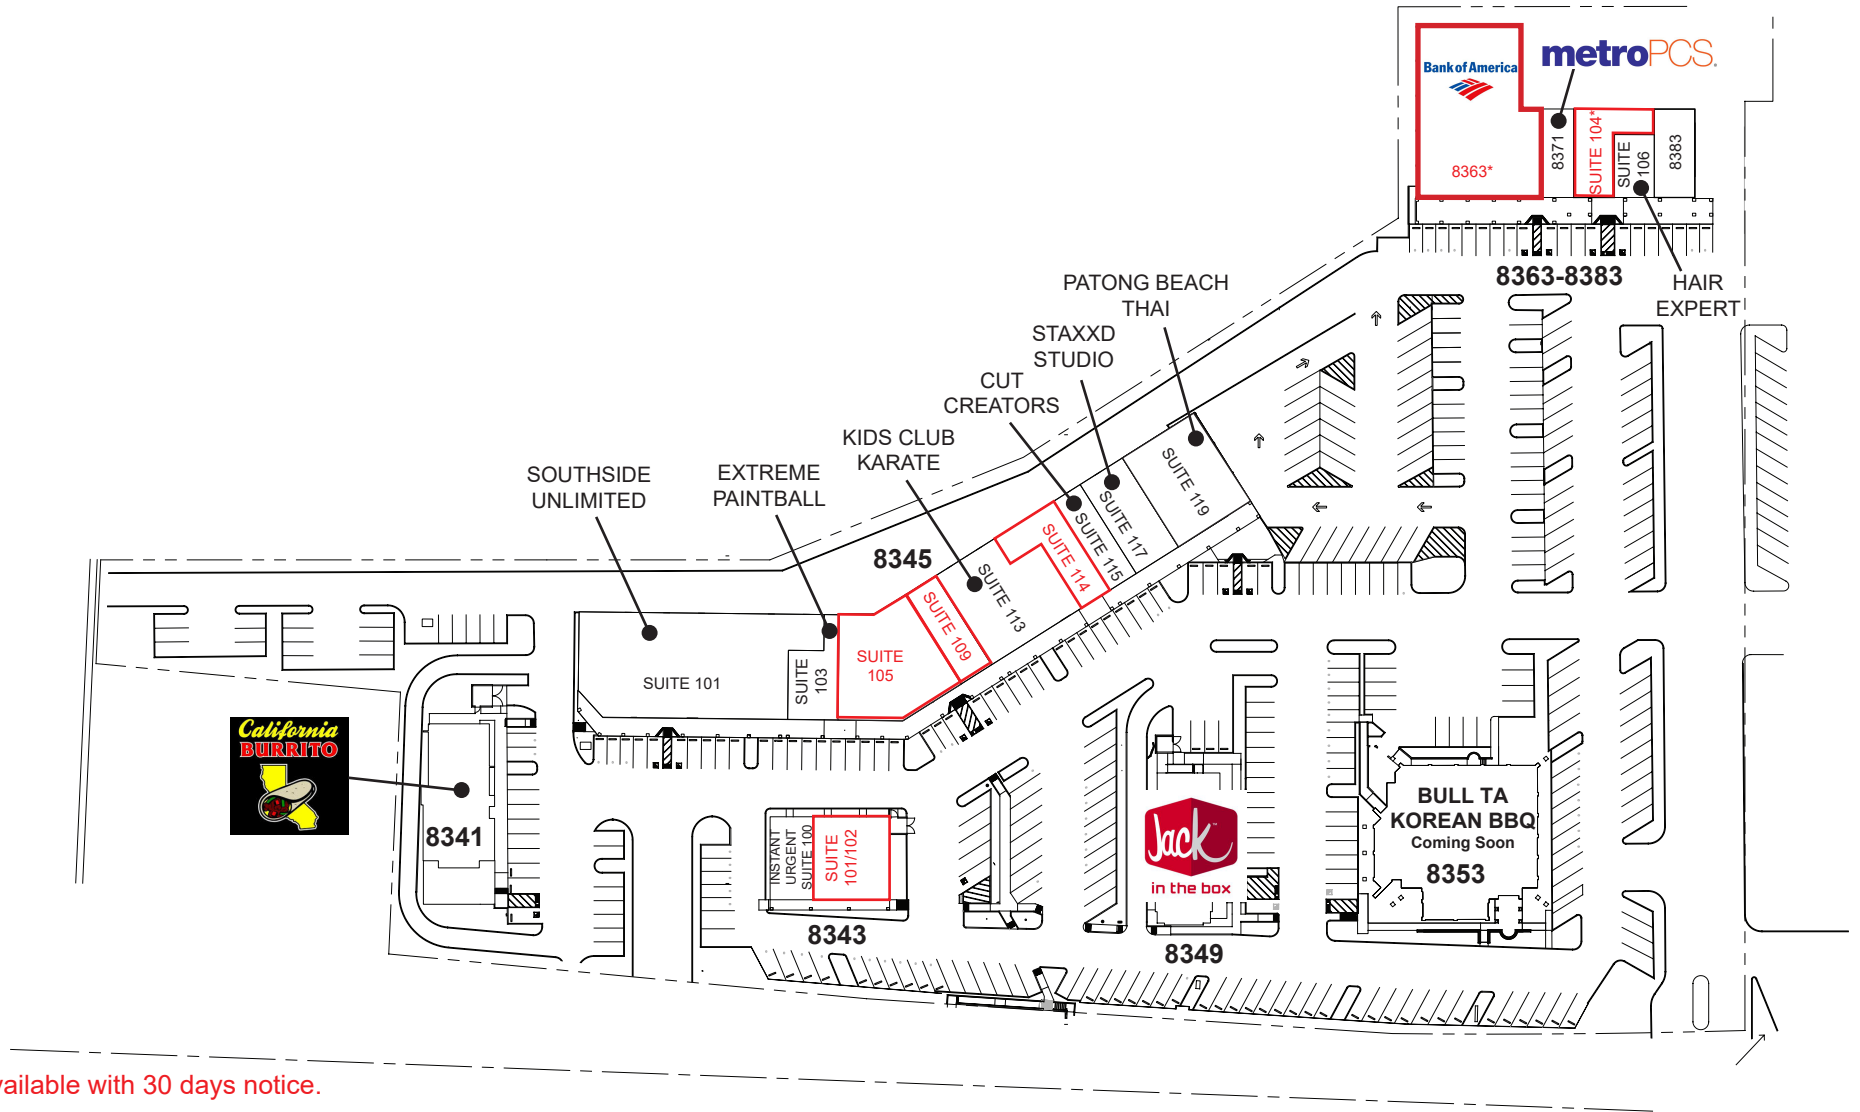 Bank of America
metroPCS.
8363*
8371
SUITE 104*
SUITE
106
8383
8363-8383
HAIR
EXPERT
PATONG BEACH
THAI
STAXXD
STUDIO
CUT
CREATORS
KIDS CLUB
KARATE
EXTREME
PAINTBALL
SOUTHSIDE
UNLIMITED
8345
SUITE 119
SUITE 117
SUITE 115
SUITE 114
SUITE 113
SUITE 109
SUITE
105
SUITE
103
SUITE 101
California
BURRITO
8341
INSTANT
URGENT
SUITE 100
SUITE
101/102
8343
Jack
in the box
8349
BULL TA
KOREAN BBQ
Coming Soon
8353
vailable with 30 days notice.